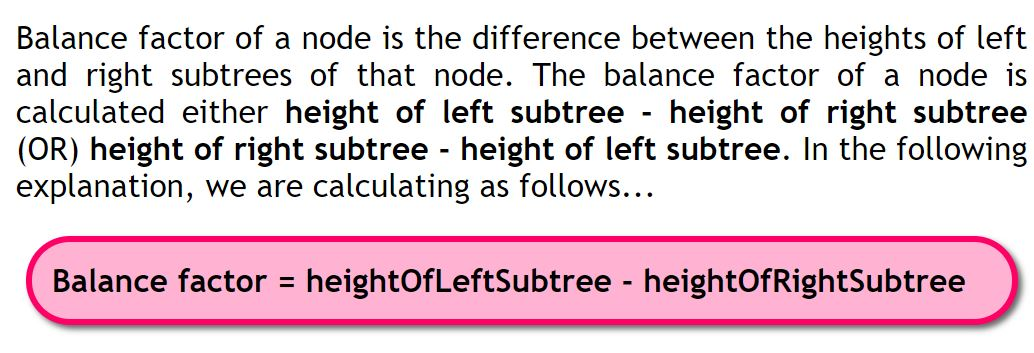 Balance factor of a node is the difference between the heights of left
and right subtrees of that node. The balance factor of a node is
calculated either height of left subtree - height of right subtree
(OR) height of right subtree - height of left subtree. In the following
explanation, we are calculating as follows...
Balance factor = heightOfLeftSubtree - heightOfRightSubtree